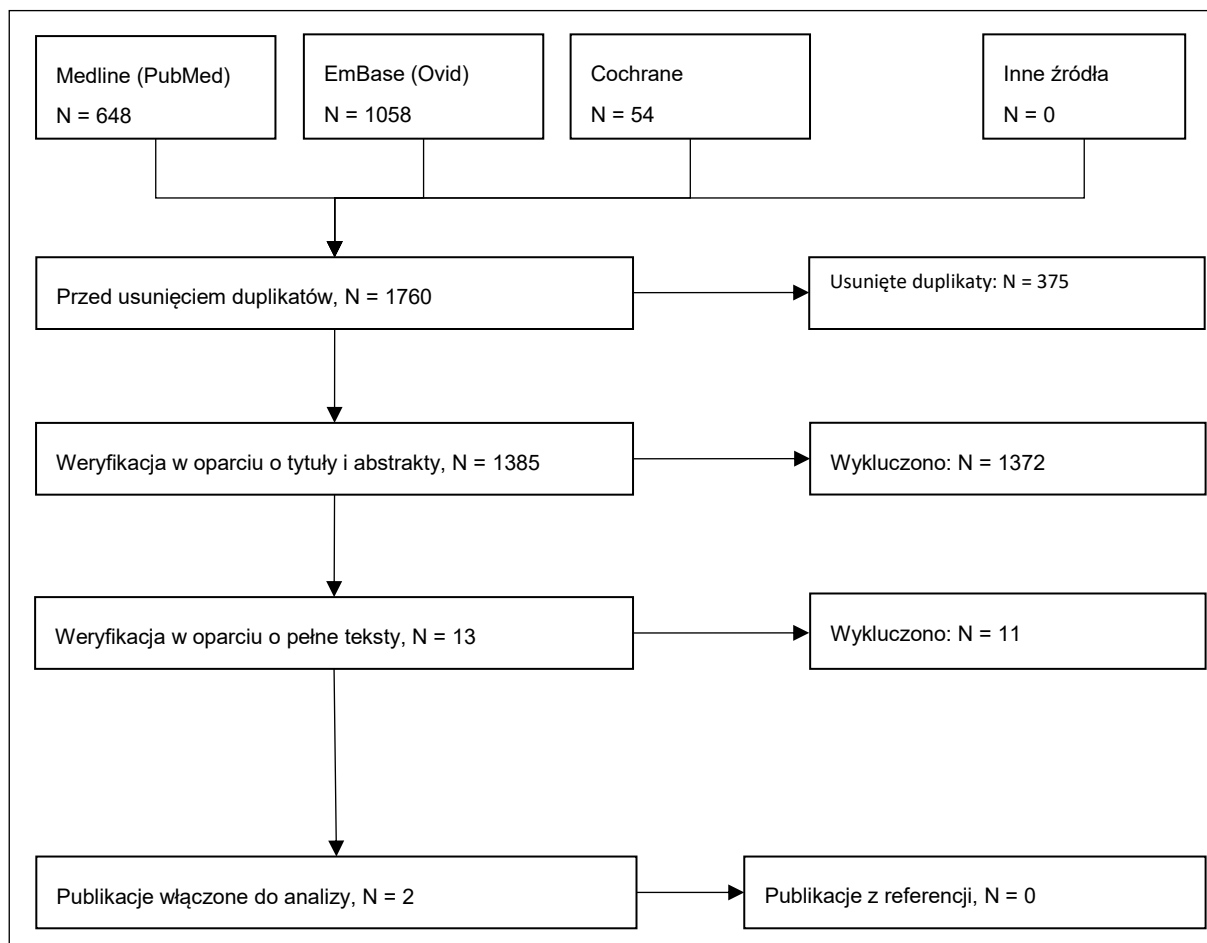 Medline (PubMed)
N = 648
EmBase (Ovid)
N = 1058
Cochrane
N = 54
Inne źródła
N = 0
Przed usunięciem duplikatów, N = 1760
Usunięte duplikaty: N = 375
Weryfikacja w oparciu o tytuły i abstrakty, N = 1385
Wykluczono: N = 1372
Weryfikacja w oparciu o pełne teksty, N = 13
Wykluczono: N = 11
Publikacje włączone do analizy, N = 2
Publikacje z referencji, N = 0